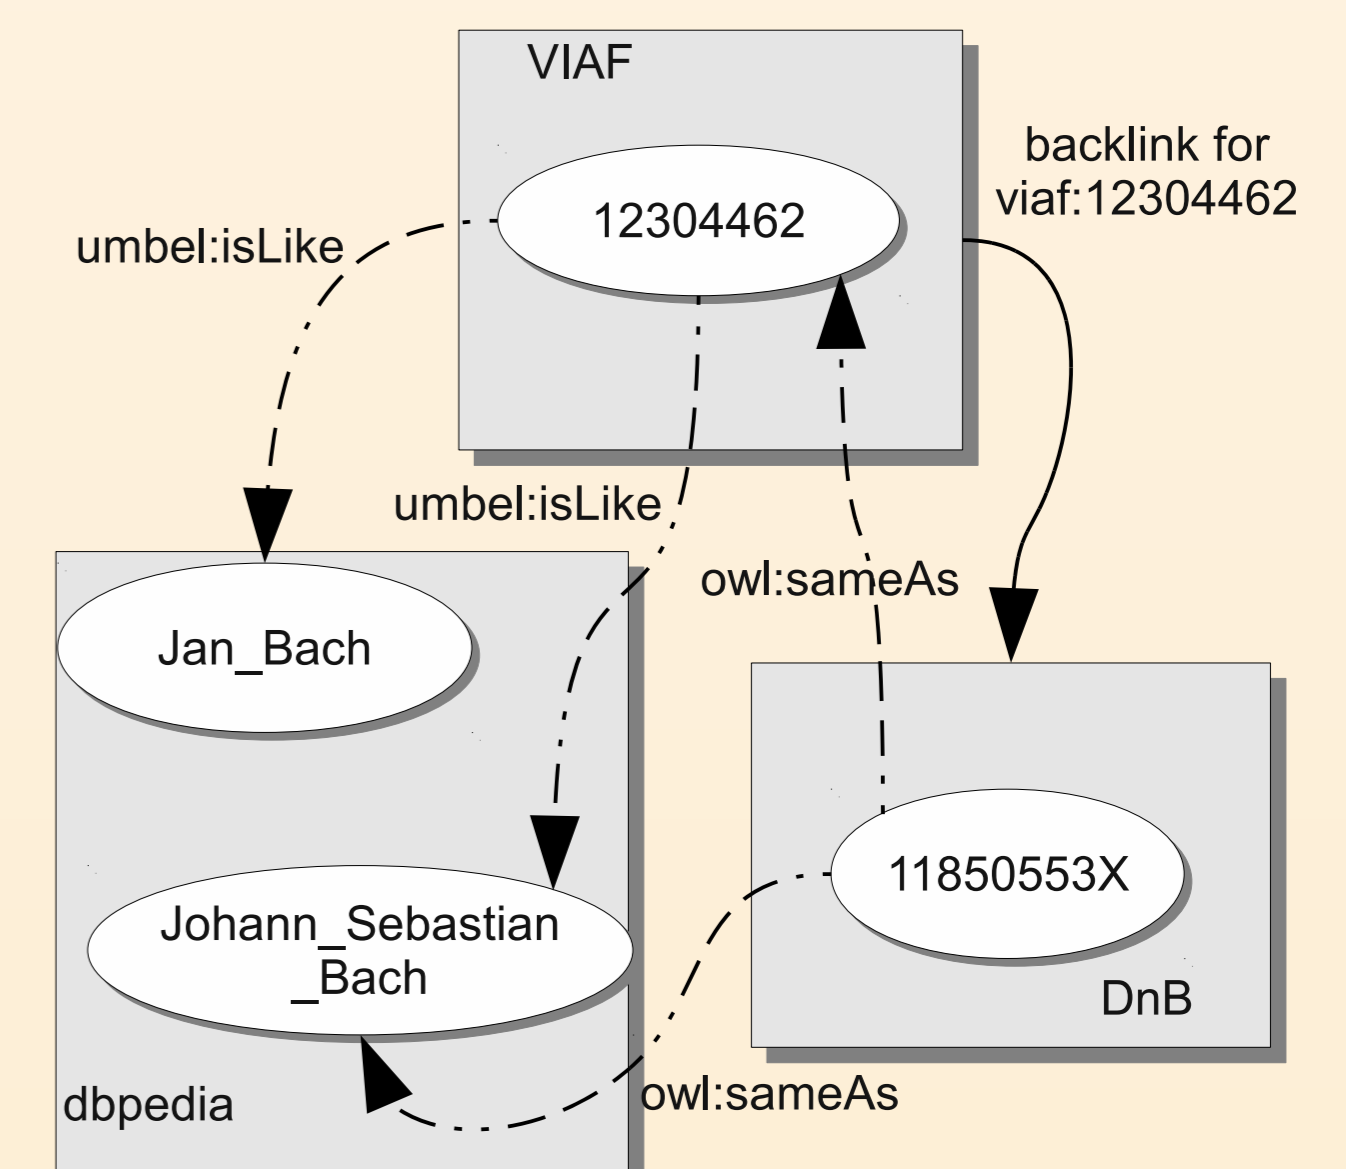 VIAF
backlink for
viaf:12304462
12304462
umbel:isLike
umbel:isLike
owl:sameAs
Jan_Bach
11850553X
Johann_Sebastian
_Bach
DnB
dbpedia
owl:sameAs